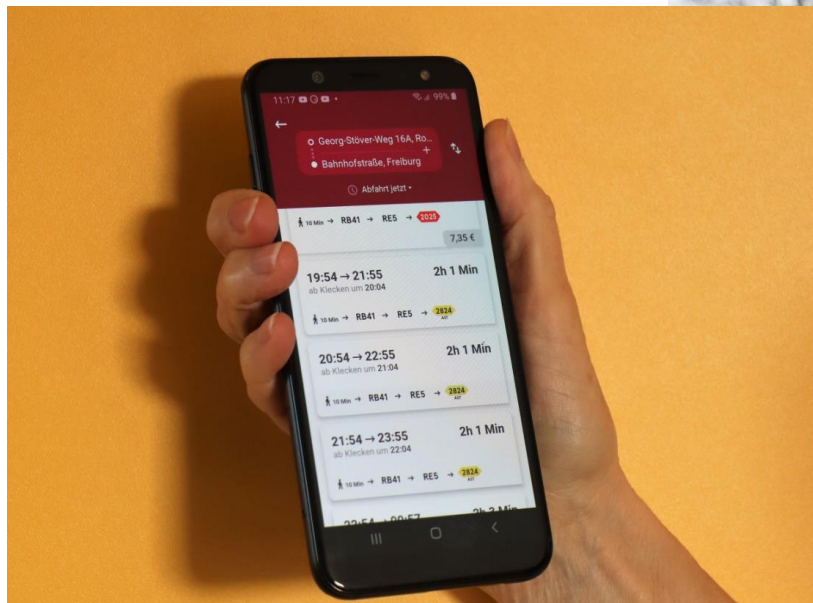 11:17 99%
Georg-Stöver-Weg 16A, Ro...
Bahnhofstraße, Freiburg
Abfahrt jetzt
10 Min → RB41 → RE5 → 2025
7,35 €
19:54 → 21:55 2h 1 Min
ab Klecken um 20:04
10 Min → RB41 → RE5 → 2824
AST
20:54 → 22:55 2h 1 Min
ab Klecken um 21:04
10 Min → RB41 → RE5 → 2824
AST
21:54 → 23:55 2h 1 Min
ab Klecken um 22:04
10 Min → RB41 → RE5 → 2824
AST